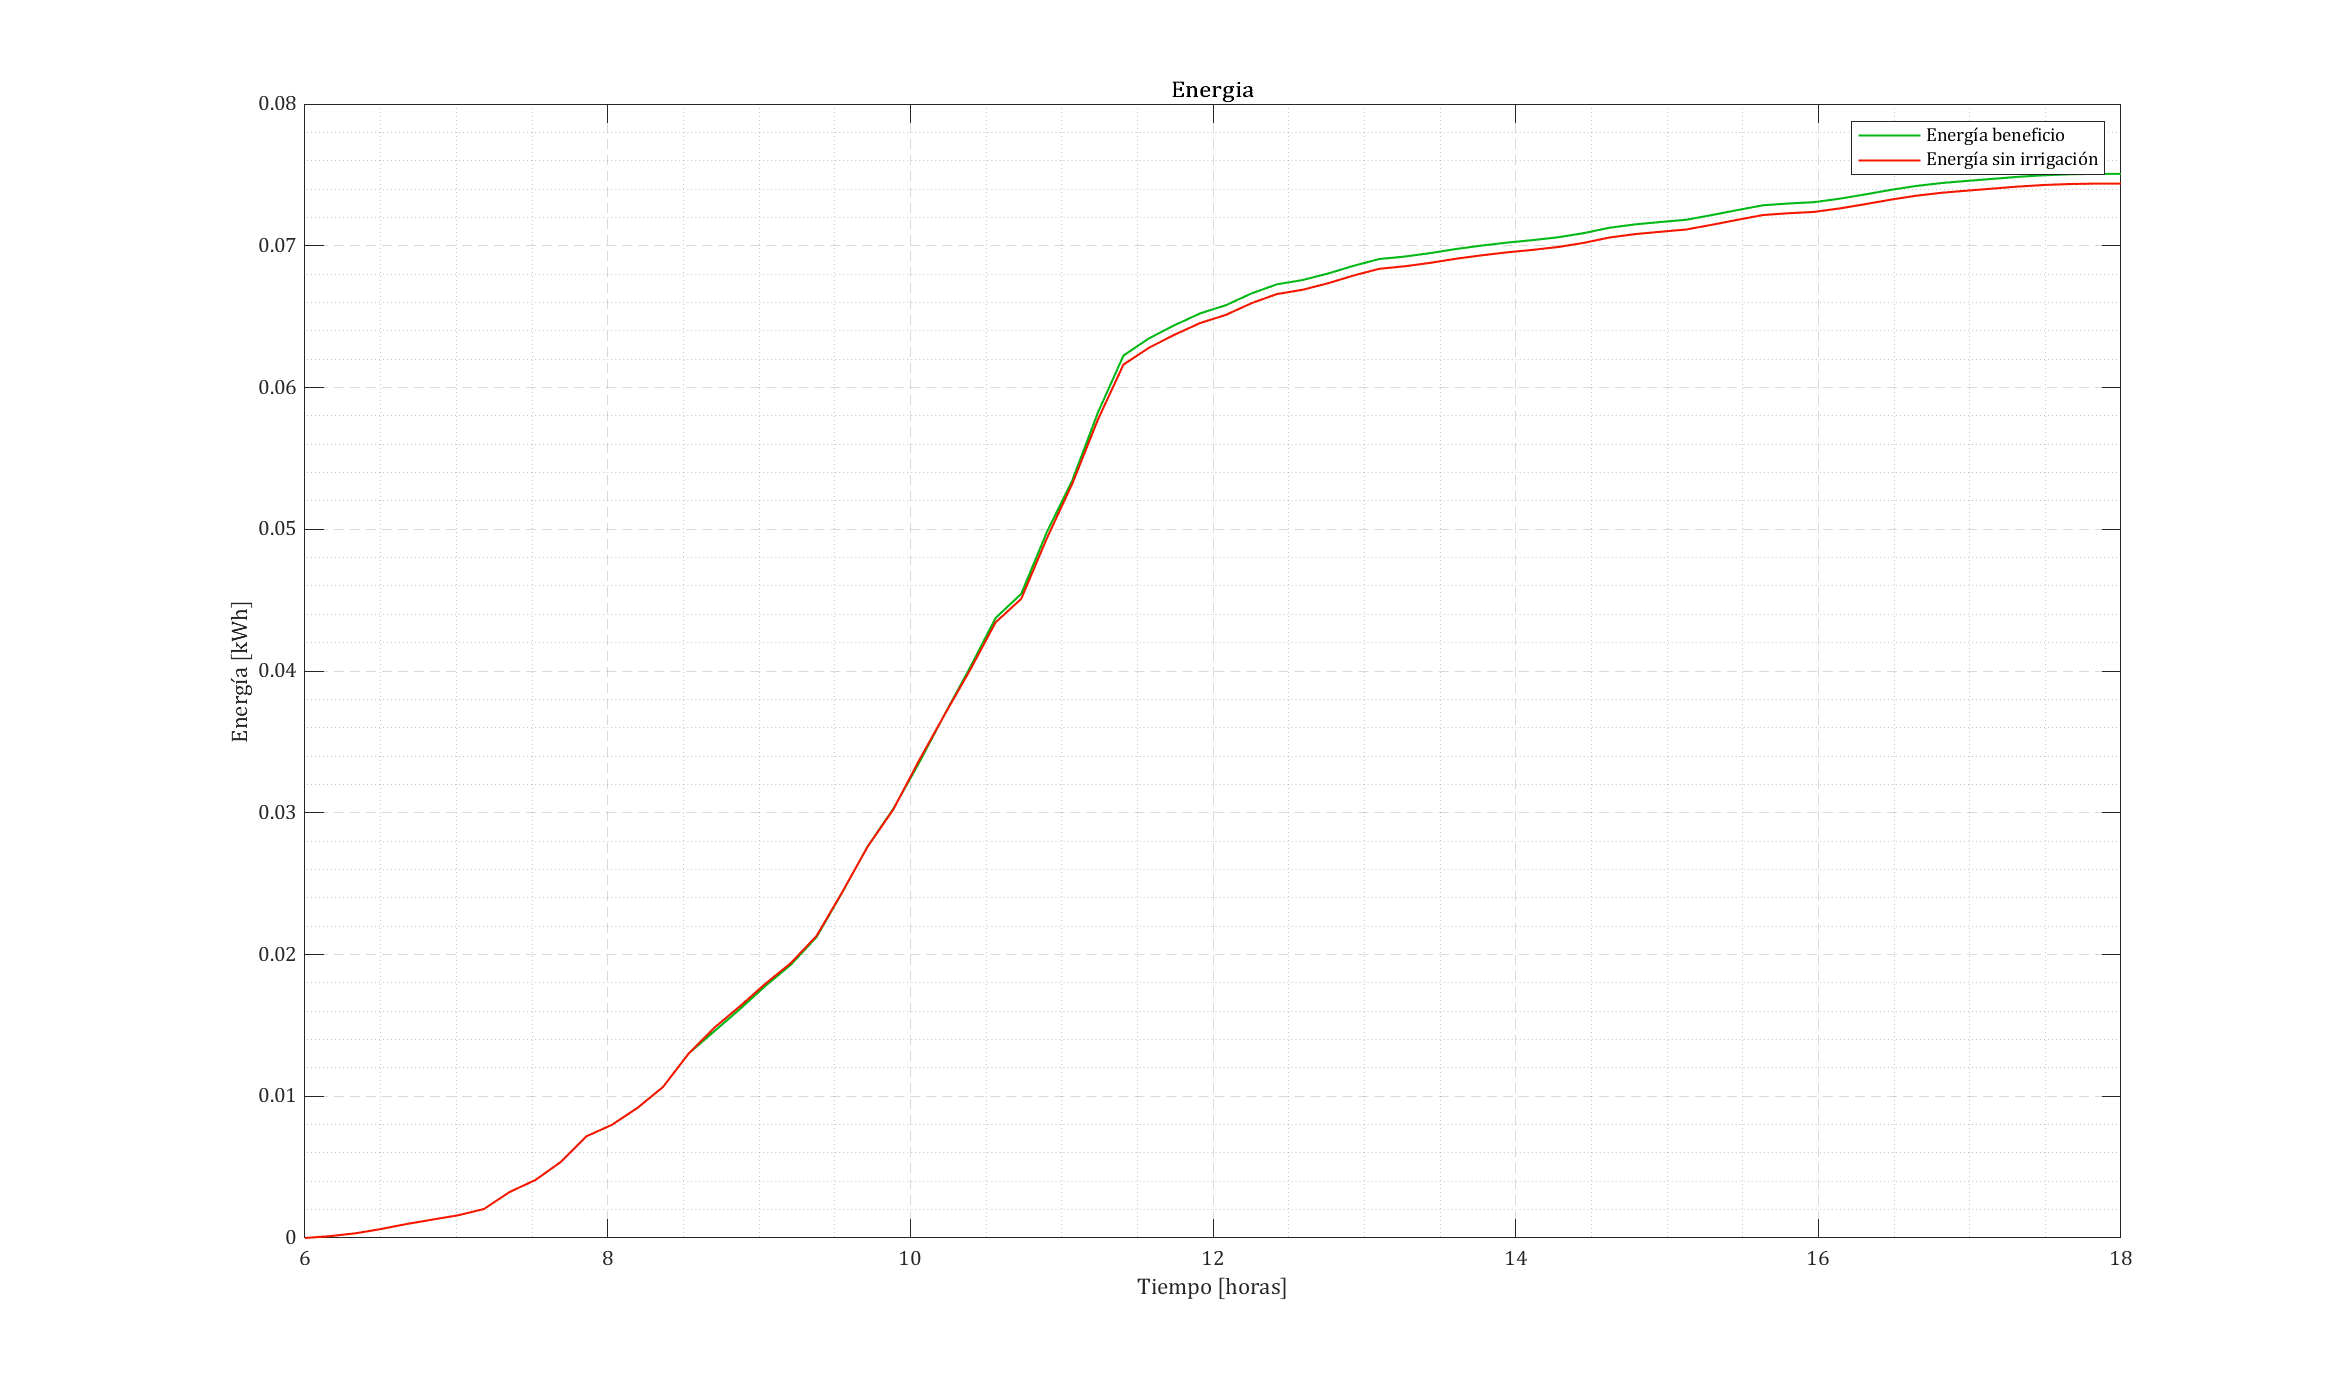 Energia
Energía beneficio
Energía sin irrigación
0.08
0.07
0.06
0.05
0.04
0.03
0.02
0.01
0
Energía [kWh]
6 8 10 12 14 16 18
Tiempo [horas]